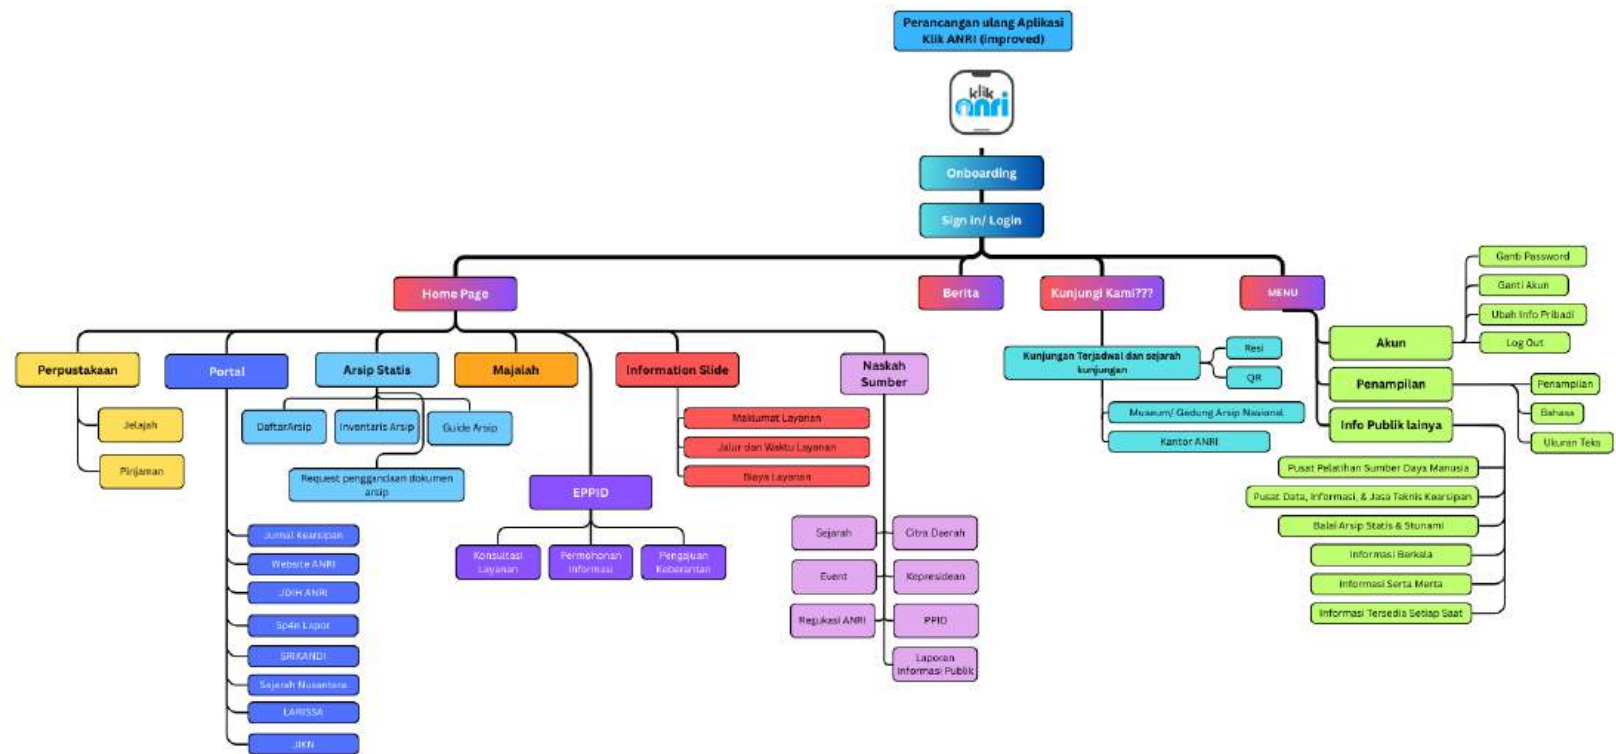 Perancangan ulang Aplikasi
Klik ANRI (improved)
klik
anri
Onboarding
Sign in/ Login
Home Page
Berita
Kunjungi Kami???
MENU
Perpustakaan
Jelajah
Pinjaman
Portal
Jurnal Kearsipan
Website ANRI
JDIH ANRI
Sp4n Lapor
SRIKANDI
Sejarah Nusantara
LARISSA
JIKN
Arsip Statis
DaftarArsip
Inventaris Arsip
Guide Arsip
Request penggandaan dokumen
arsip
Majalah
EPPID
Konsultasi
Layanan
Permohonan
Informasi
Pengajuan
Keberantan
Information Slide
Maklumat Layanan
Jalur dan Waktu Layanan
Biaya Layanan
Naskah
Sumber
Sejarah
Citra Daerah
Event
Kepresidean
Regukasi ANRI
PPID
Laporan
Informasi Publik
Kunjungan Terjadwal dan sejarah
kunjungan
Resi
QR
Museum/ Gedung Arsip Nasional
Kantor ANRI
Akun
Ganti Password
Ganti Akun
Ubah Info Pribadi
Log Out
Penampilan
Penampilan
Bahasa
Ukuran Teks
Info Publik lainya
Pusat Pelatihan Sumber Daya Manusia
Pusat Data, Informasi, & Jasa Teknis Kearsipan
Balai Arsip Statis & Stunami
Informasi Berkala
Informasi Serta Merta
Informasi Tersedia Setiap Saat